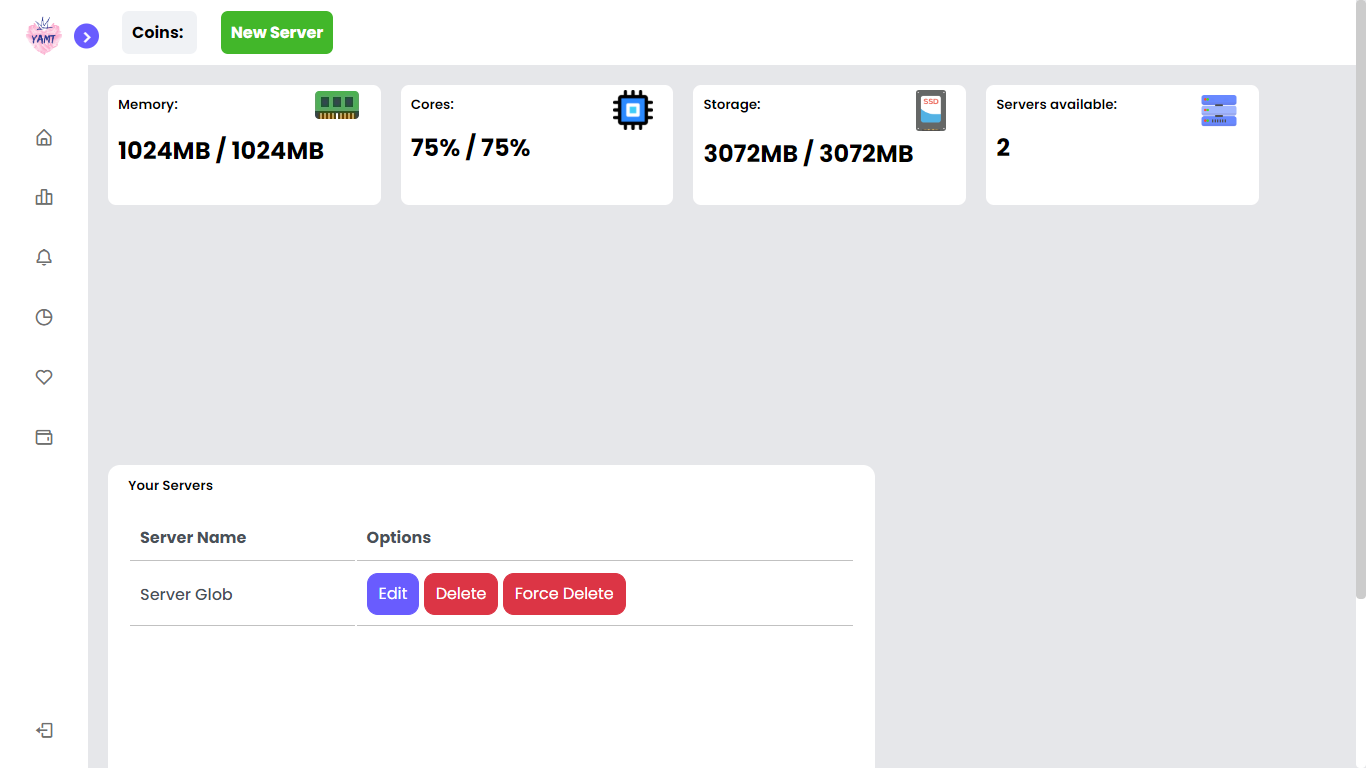 YAMT
Coins:
New Server
Memory:
1024MB / 1024MB
Cores:
75% / 75%
SSD
Storage:
3072MB / 3072MB
Servers available:
2
Your Servers
Server Name Options
Server Glob Edit Delete Force Delete